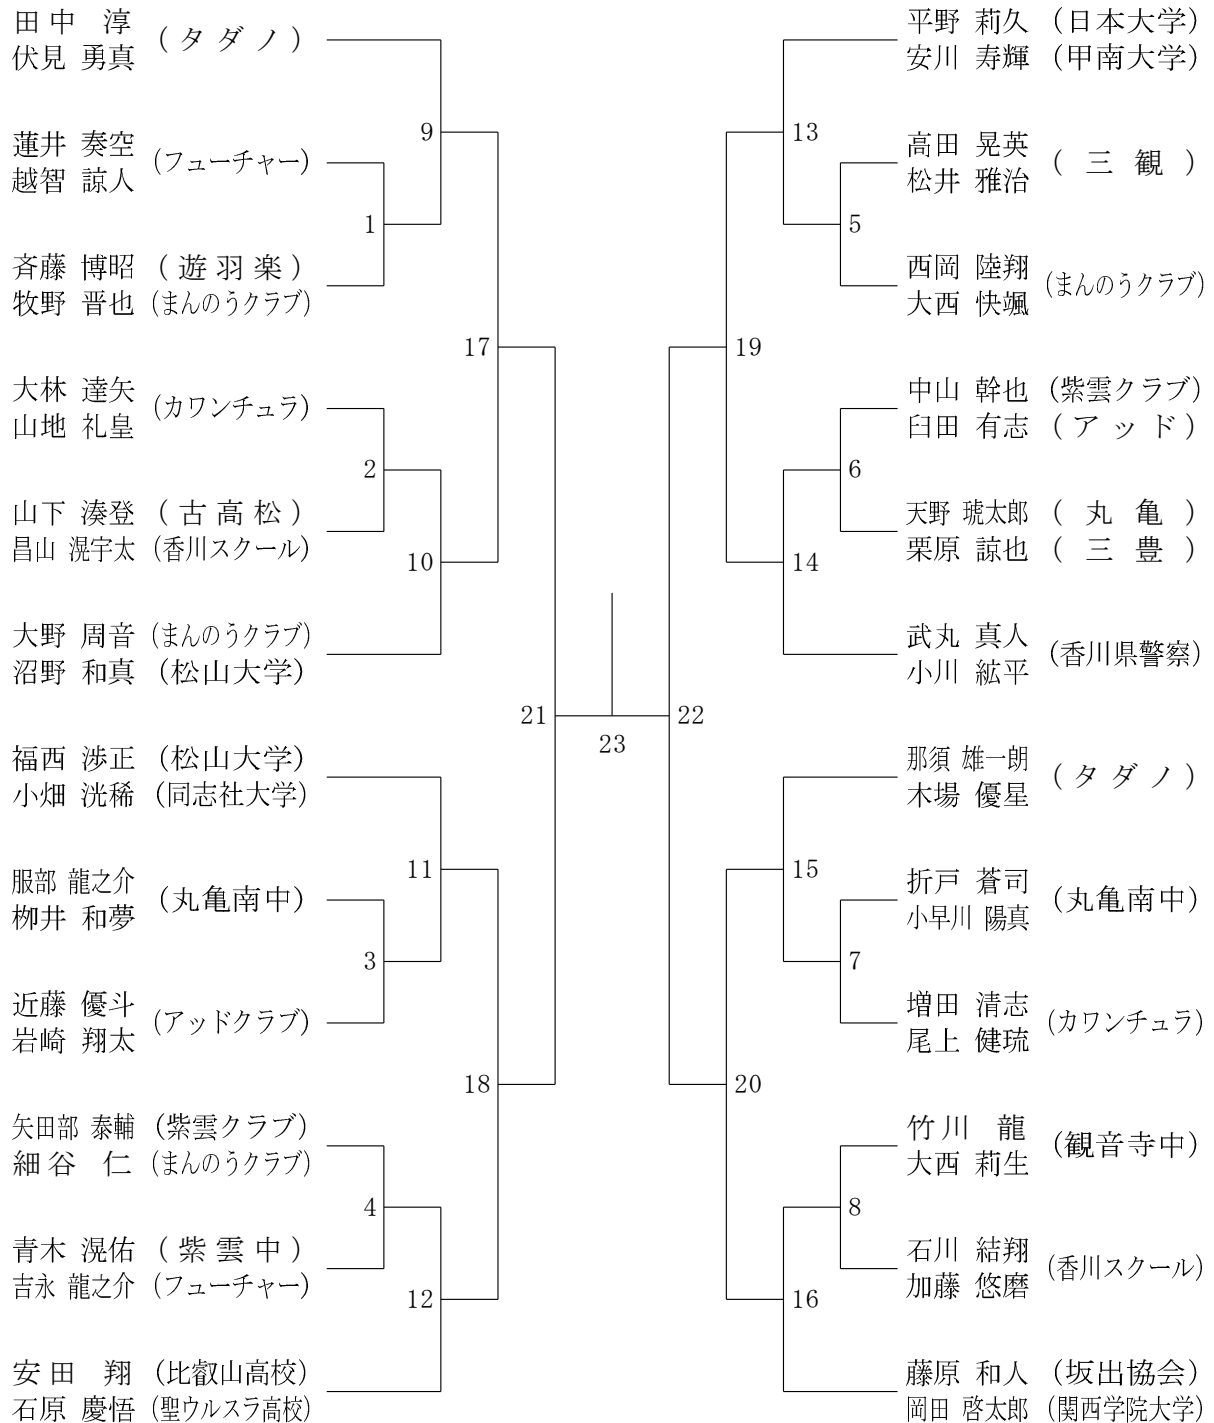 田中 淳 (タダノ)
伏見 勇真
9
蓮井 奏空 (フューチャー)
越智 諒人
1
斉藤 博昭 (遊羽楽)
牧野 晋也 (まんのうクラブ)
17
大林 達矢 (カワンチュラ)
山地 礼皇
2
山下 湊登 (古高松)
昌山 滉宇太 (香川スクール)
10
大野 周音 (まんのうクラブ)
沼野 和真 (松山大学)
21
福西 渉正 (松山大学)
小畑 洸稀 (同志社大学)
11
服部 龍之介 (丸亀南中)
栁井 和夢
3
近藤 優斗 (アッドクラブ)
岩崎 翔太
18
矢田部 泰輔 (紫雲クラブ)
細谷 仁 (まんのうクラブ)
4
青木 滉佑 (紫雲中)
吉永 龍之介 (フューチャー)
12
安田 翔 (比叡山高校)
石原 慶悟 (聖ウルスラ高校)
23
平野 莉久 (日本大学)
安川 寿輝 (甲南大学)
13
高田 晃英 (三観)
松井 雅治
5
西岡 陸翔 (まんのうクラブ)
大西 快颯
19
中山 幹也 (紫雲クラブ)
臼田 有志 (アッド)
6
天野 琥太郎 (丸亀)
栗原 諒也 (三豊)
14
武丸 真人 (香川県警察)
小川 紘平
22
那須 雄一朗 (タダノ)
木場 優星
15
折戸 蒼司 (丸亀南中)
小早川 陽真
7
増田 清志 (カワンチュラ)
尾上 健琉
20
竹川 龍 (観音寺中)
大西 莉生
8
石川 結翔 (香川スクール)
加藤 悠磨
16
藤原 和人 (坂出協会)
岡田 啓太郎 (関西学院大学)